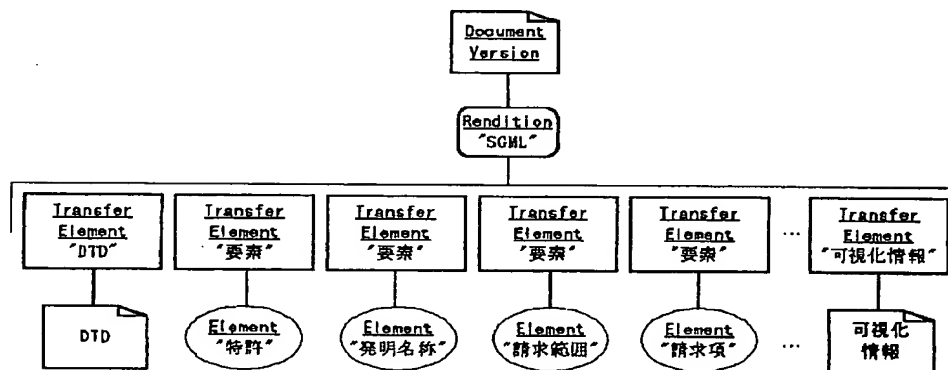 Document
Version
Rendition
"SGML"
Transfer
Element
"DTD"
Transfer
Element
"要素"
Transfer
Element
"要素"
Transfer
Element
"要素"
Transfer
Element
"要素"
...
Transfer
Element
"可視化情報"
DTD
Element
"特許"
Element
"発明名称"
Element
"請求範囲"
Element
"請求項"
...
可視化
情報